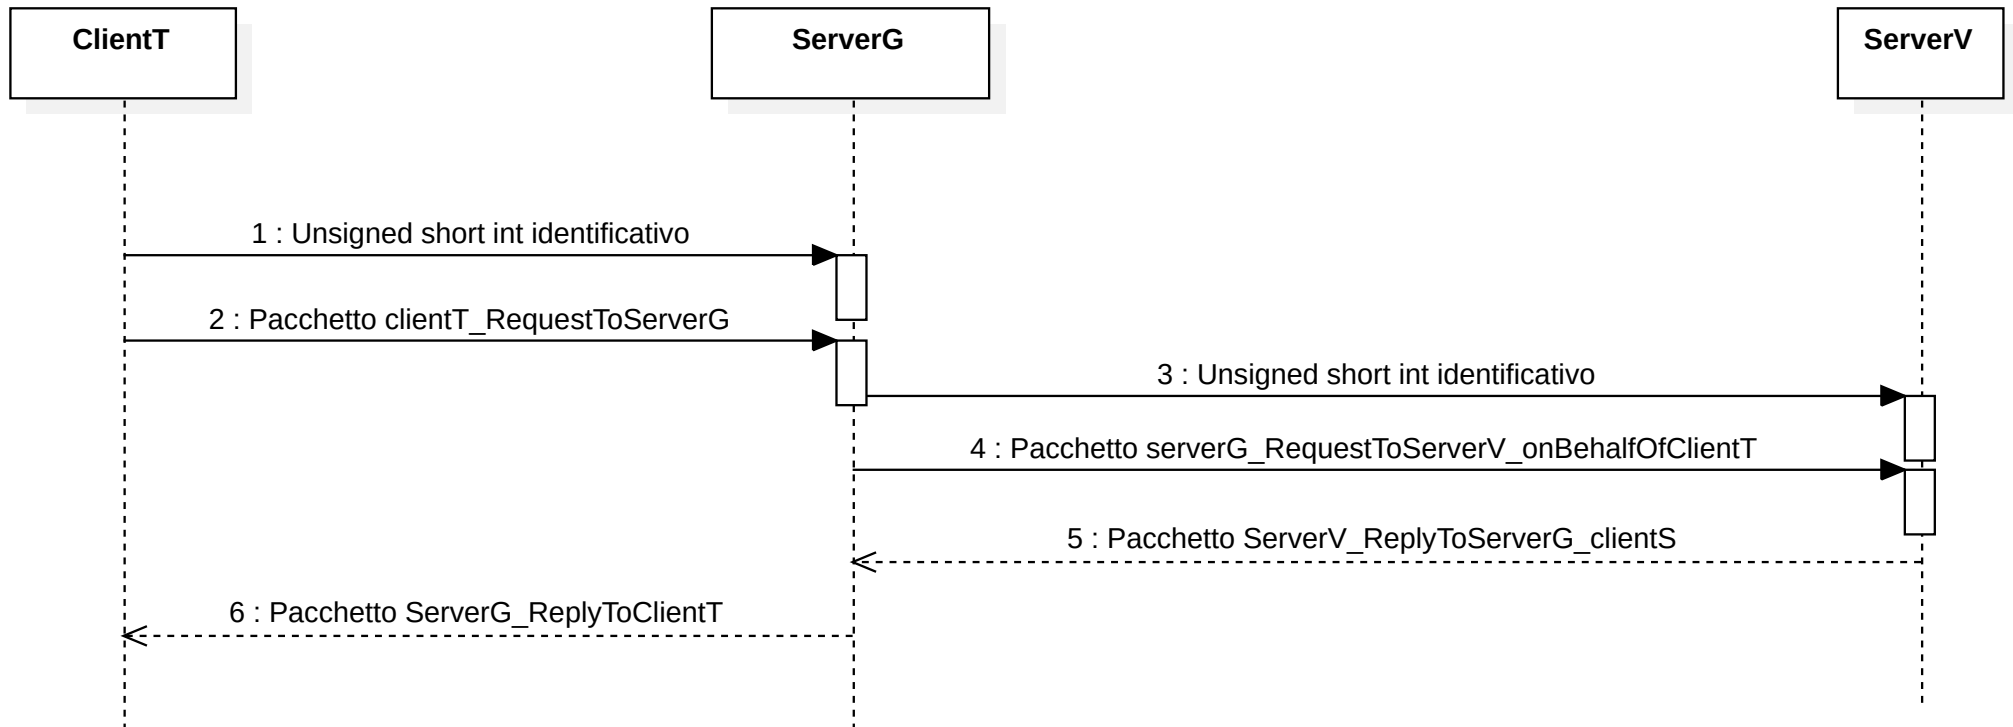 ClientT
ServerG
ServerV
1 : Unsigned short int identificativo
2 : Pacchetto clientT_RequestToServerG
3 : Unsigned short int identificativo
4 : Pacchetto serverG_RequestToServerV_onBehalfOfClientT
5 : Pacchetto ServerV_ReplyToServerG_clientS
6 : Pacchetto ServerG_ReplyToClientT